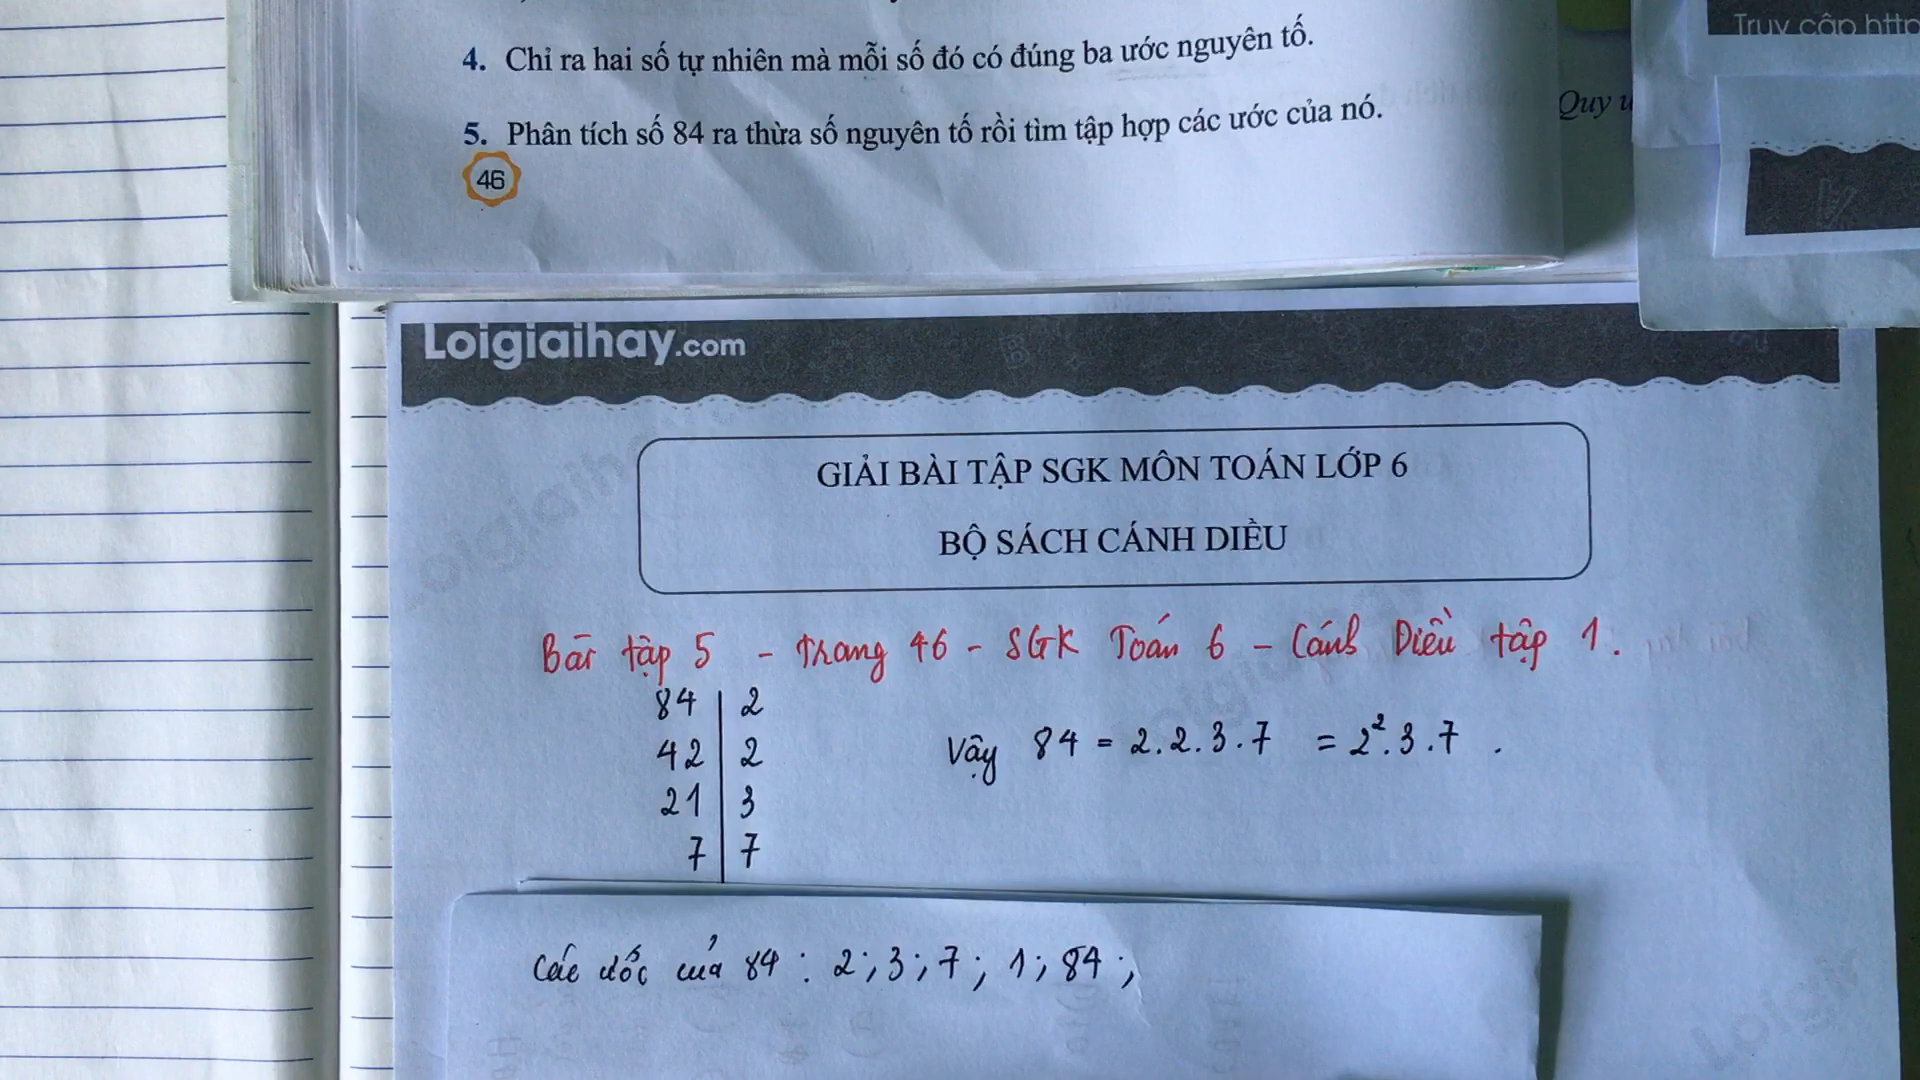 4. Chỉ ra hai số tự nhiên mà mỗi số đó có đúng ba ước nguyên tố.
5. Phân tích số 84 ra thừa số nguyên tố rồi tìm tập hợp các ước của nó.
46
Truy cập http
Quy ư
Loigiaihay.com
GIẢI BÀI TẬP SGK MÔN TOÁN LỚP 6
BỘ SÁCH CÁNH DIỀU
Bài tập 5 - Trang 46 - SGK Toán 6 - Cánh Diều tập 1.
84 | 2
42 | 2
21 | 3
7 | 7
Vậy 84 = 2.2.3.7 = 2².3.7.
Các ước của 84 : 2 ; 3 ; 7 ; 1 ; 84 ;